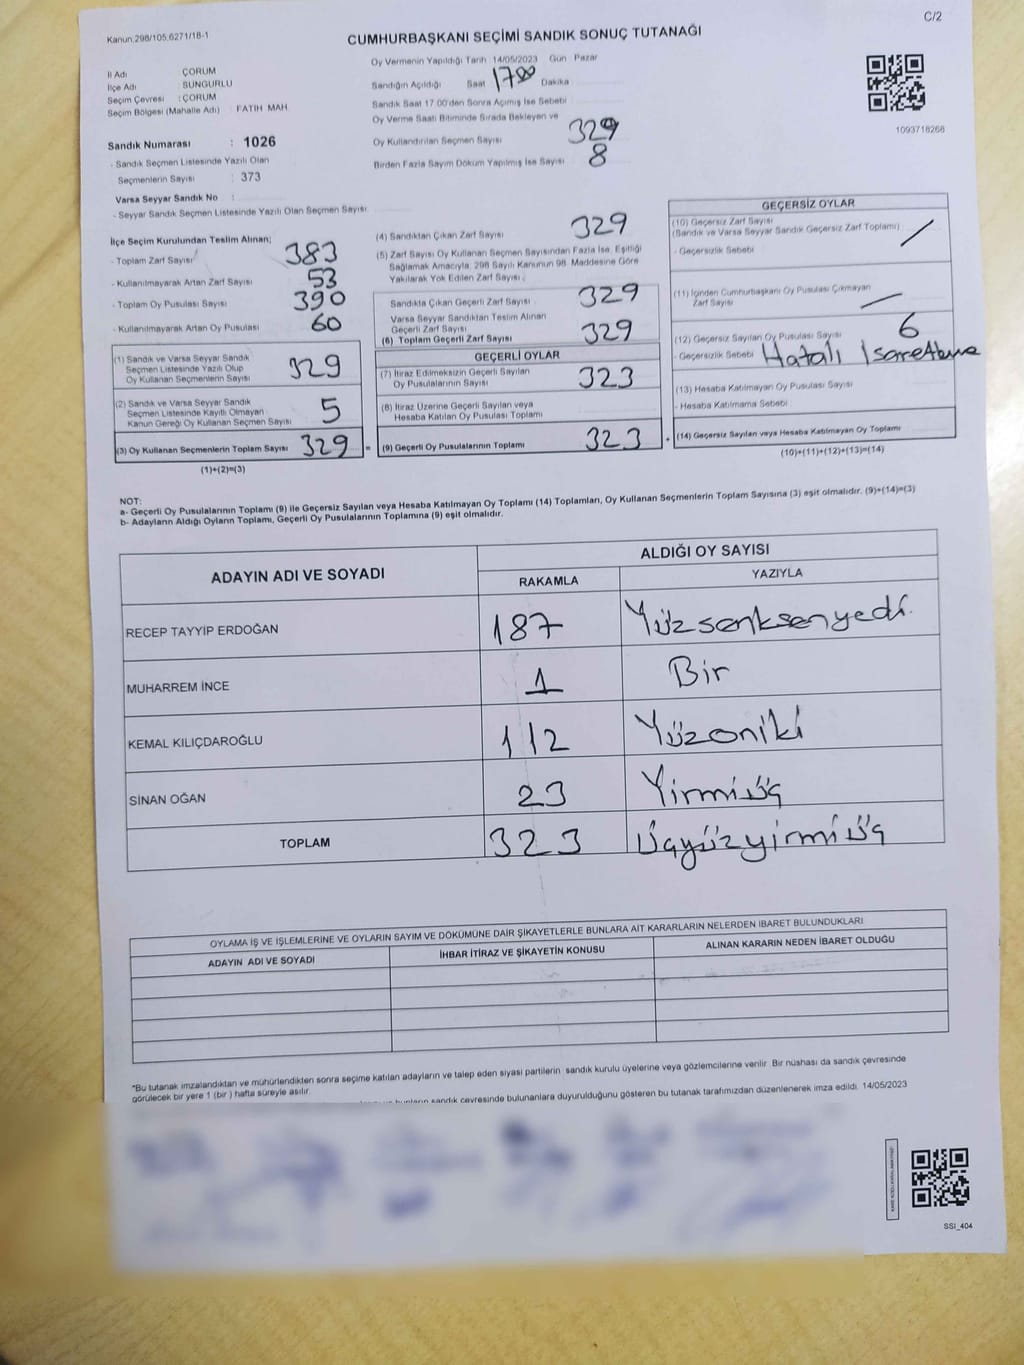 C/2
Kanun.298/105,6271/18-1
CUMHURBAŞKANI SEÇİMİ SANDIK SONUÇ TUTANAĞI
İl Adı : ÇORUM
İlçe Adı : SUNGURLU
Seçim Çevresi : ÇORUM
Seçim Bölgesi (Mahalle Adı) : FATİH MAH.
Sandık Numarası : 1026
- Sandık Seçmen Listesinde Yazılı Olan
Seçmenlerin Sayısı : 373
Varsa Seyyar Sandık No :
- Seyyar Sandık Seçmen Listesinde Yazılı Olan Seçmen Sayısı:
Oy Vermenin Yapıldığı Tarih 14/05/2023 Gün : Pazar
Sandığın Açıldığı Saat 1700 Dakika
Sandık Saat 17.00'den Sonra Açmış İse Sebebi
Oy Verme Saati Bitiminde Sırada Bekleyen ve
Oy Kullandırılan Seçmen Sayısı 329
Birden Fazla Sayım Döküm Yapılmış İse Sayısı 8
1093718268
İlçe Seçim Kurulundan Teslim Alınan;
- Toplam Zarf Sayısı 383
- Kullanılmayarak Artan Zarf Sayısı 53
- Toplam Oy Pusulası Sayısı 390
- Kullanılmayarak Artan Oy Pusulası 60
(1) Sandık ve Varsa Seyyar Sandık
Seçmen Listesinde Yazılı Olup
Oy Kullanan Seçmenlerin Sayısı 329
(2) Sandık ve Varsa Seyyar Sandık
Seçmen Listesinde Kayıtlı Olmayan
Kanun Gereği Oy Kullanan Seçmen Sayısı 5
(3) Oy Kullanan Seçmenlerin Toplam Sayısı 329 =
(1)+(2)=(3)
(4) Sandıktan Çıkan Zarf Sayısı 329
(5) Zarf Sayısı Oy Kullanan Seçmen Sayısından Fazla İse, Eşitliği
Sağlamak Amacıyla, 298 Sayılı Kanunun 98. Maddesine Göre
Yakılarak Yok Edilen Zarf Sayısı :
Sandıkta Çıkan Geçerli Zarf Sayısı 329
Varsa Seyyar Sandıktan Teslim Alınan
Geçerli Zarf Sayısı
(6) Toplam Geçerli Zarf Sayısı 329
GEÇERLİ OYLAR
(7) İtiraz Edilmeksizin Geçerli Sayılan
Oy Pusulalarının Sayısı 323
(8) İtiraz Üzerine Geçerli Sayılan veya
Hesaba Katılan Oy Pusulası Toplamı
(9) Geçerli Oy Pusulalarının Toplamı 323 +
GEÇERSİZ OYLAR
(10) Geçersiz Zarf Sayısı
(Sandık ve Varsa Seyyar Sandık Geçersiz Zarf Toplamı)
- Geçersizlik Sebebi
(11) İçinden Cumhurbaşkanı Oy Pusulası Çıkmayan
Zarf Sayısı
(12) Geçersiz Sayılan Oy Pusulası Sayısı 6
- Geçersizlik Sebebi Hatalı İsaretleme
(13) Hesaba Katılmayan Oy Pusulası Sayısı
- Hesaba Katılmama Sebebi
(14) Geçersiz Sayılan veya Hesaba Katılmayan Oy Toplamı
(10)+(11)+(12)+(13)=(14)
NOT:
a- Geçerli Oy Pusulalarının Toplamı (9) ile Geçersiz Sayılan veya Hesaba Katılmayan Oy Toplamı (14) Toplamları, Oy Kullanan Seçmenlerin Toplam Sayısına (3) eşit olmalıdır. (9)+(14)=(3)
b- Adayların Aldığı Oyların Toplamı, Geçerli Oy Pusulalarının Toplamına (9) eşit olmalıdır.
ADAYIN ADI VE SOYADI
ALDIĞI OY SAYISI
RAKAMLA YAZIYLA
RECEP TAYYİP ERDOĞAN 187 Yüzsenksenyedi
MUHARREM İNCE 1 Bir
KEMAL KILIÇDAROĞLU 112 Yüzoniki
SİNAN OĞAN 23 Yirmiüç
TOPLAM 323 Üçyüzyirmiüç
OYLAMA İŞ VE İŞLEMLERİNE VE OYLARIN SAYIM VE DÖKÜMÜNE DAİR ŞİKAYETLERLE BUNLARA AİT KARARLARIN NELERDEN İBARET BULUNDUKLARI
ADAYIN ADI VE SOYADI İHBAR İTİRAZ VE ŞİKAYETİN KONUSU ALINAN KARARIN NEDEN İBARET OLDUĞU
*Bu tutanak imzalandıktan ve mühürlendikten sonra seçime katılan adayların ve talep eden siyasi partilerin sandık kurulu üyelerine veya gözlemcilerine verilir. Bir nüshası da sandık çevresinde
görülecek bir yere 1 (bir ) hafta süreyle asılır.
sandık çevresinde bulunanlara duyurulduğunu gösteren bu tutanak tarafımızdan düzenlenerek imza edildi. 14/05/2023
SSİ_404